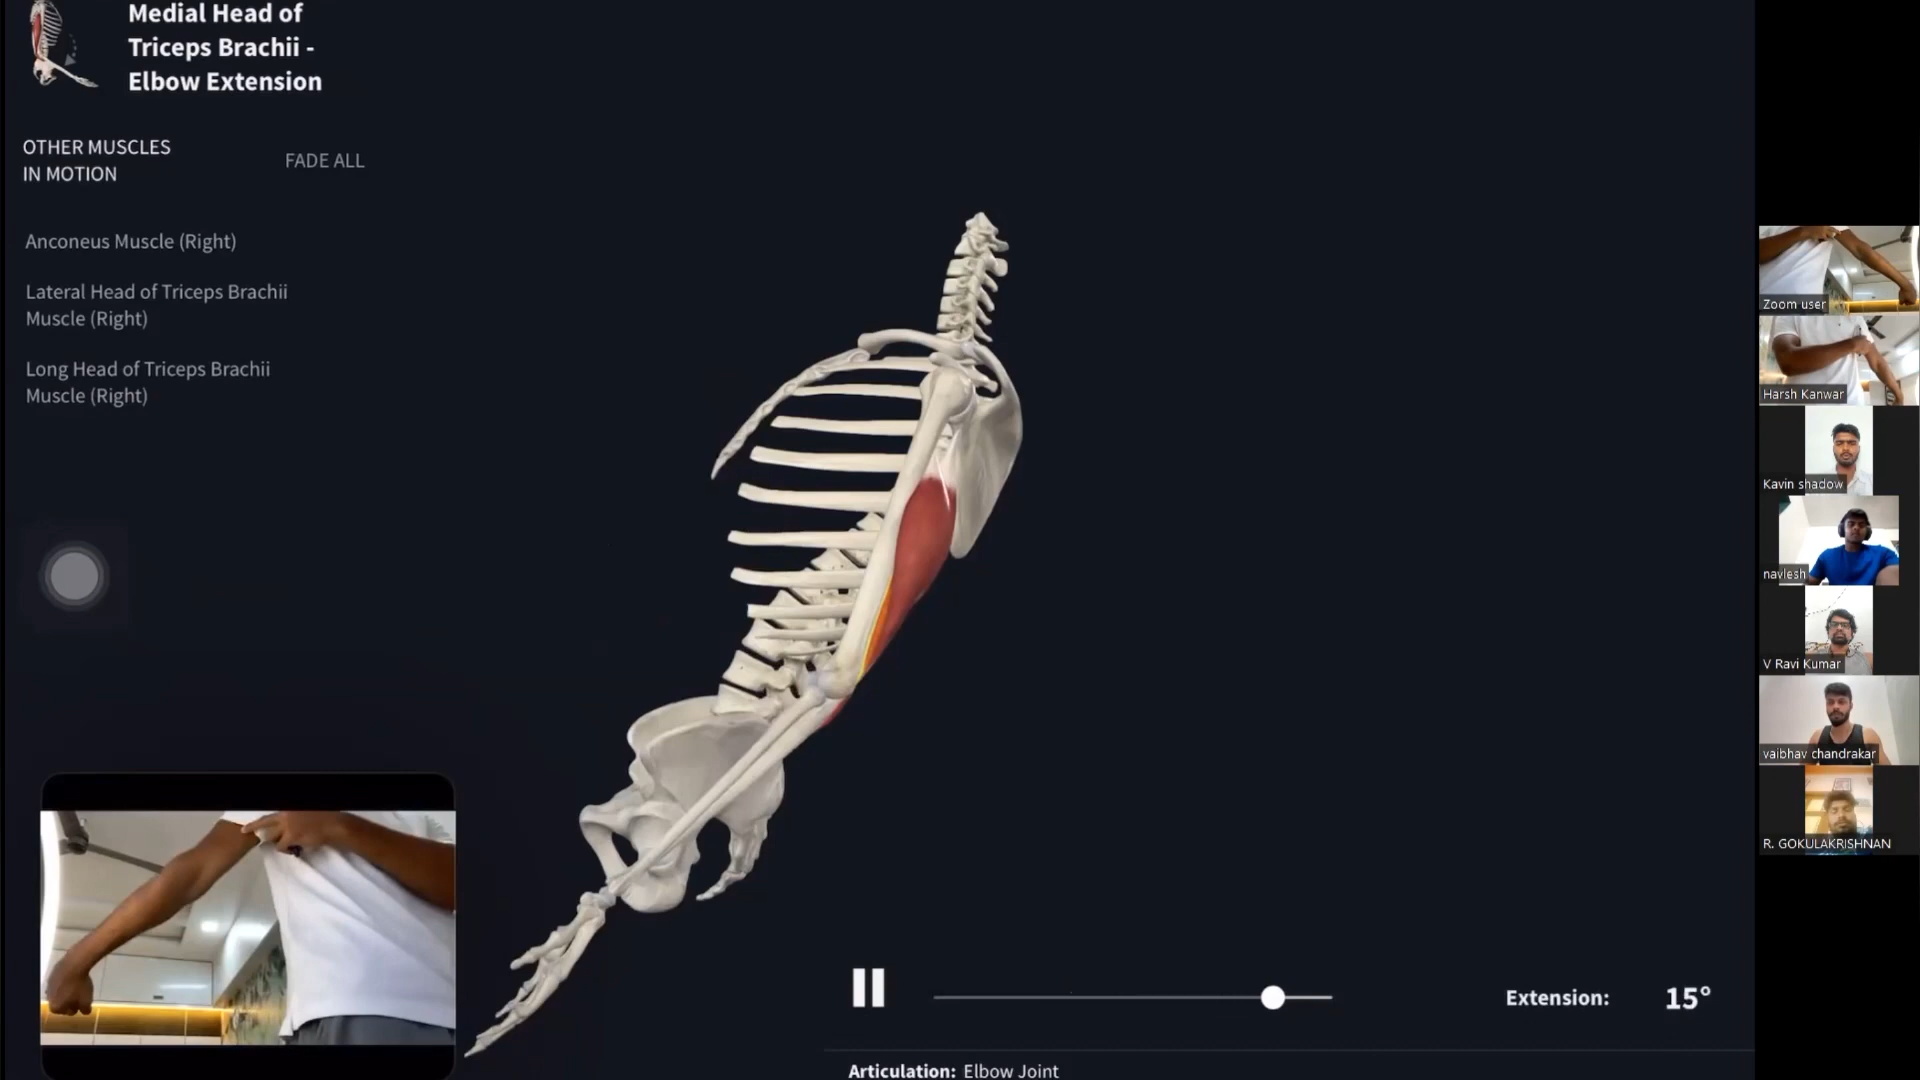 Medial Head of
Triceps Brachii -
Elbow Extension
OTHER MUSCLES
IN MOTION
FADE ALL
Anconeus Muscle (Right)
Lateral Head of Triceps Brachii
Muscle (Right)
Long Head of Triceps Brachii
Muscle (Right)
Extension: 15°
Articulation: Elbow Joint
Zoom user
Harsh Kanwar
Kavin shadow
navlesh
V Ravi Kumar
vaibhav chandrakar
R. GOKULAKRISHNAN